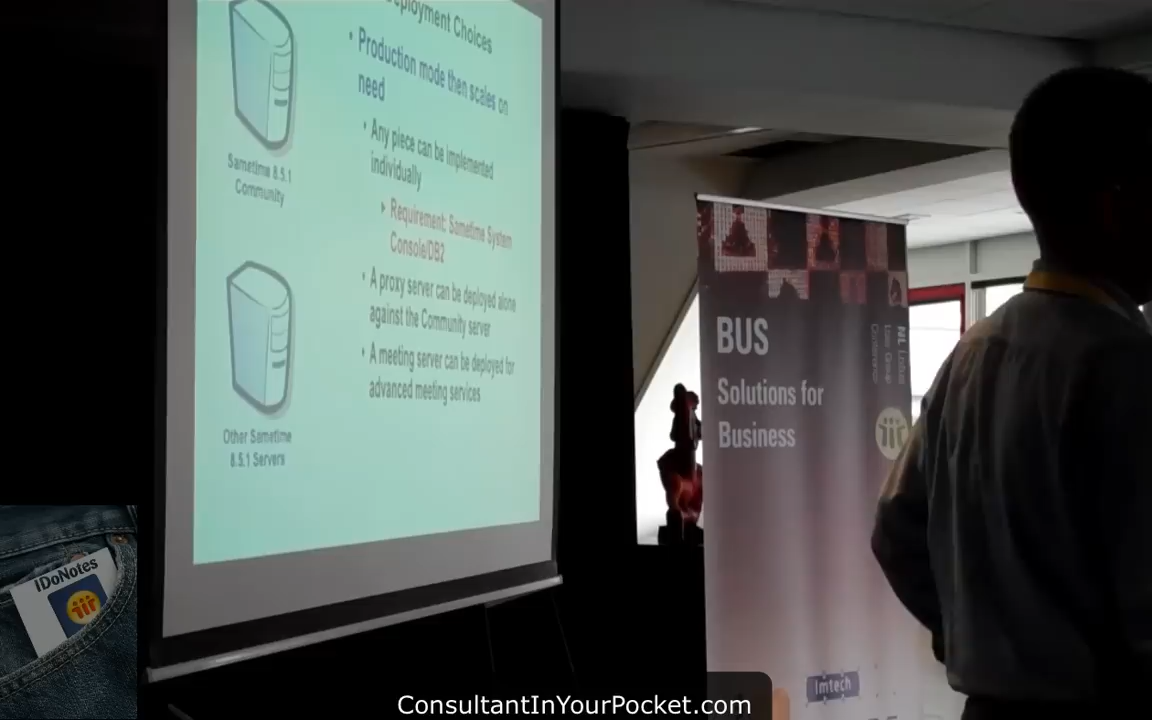 Deployment Choices
Production mode then scales on
need
Any piece can be implemented
individually
Requirement: Sametime System
Console/DB2
A proxy server can be deployed alone
against the Community server
A meeting server can be deployed for
advanced meeting services
Sametime 8.5.1
Community
Other Sametime
8.5.1 Servers
BUS
Solutions for
Business
NL Lotus
User Group
Conference
Imtech
IDoNotes
ConsultantInYourPocket.com